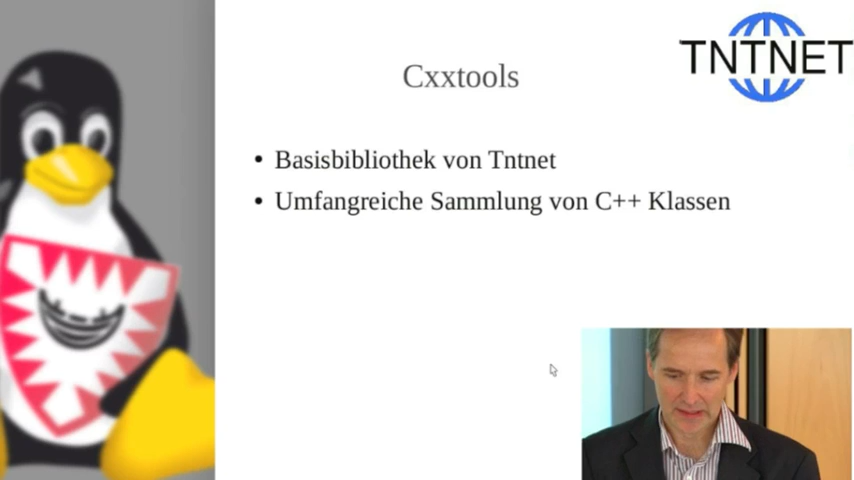 TNTNET
Cxxtools
• Basisbibliothek von Tntnet
• Umfangreiche Sammlung von C++ Klassen